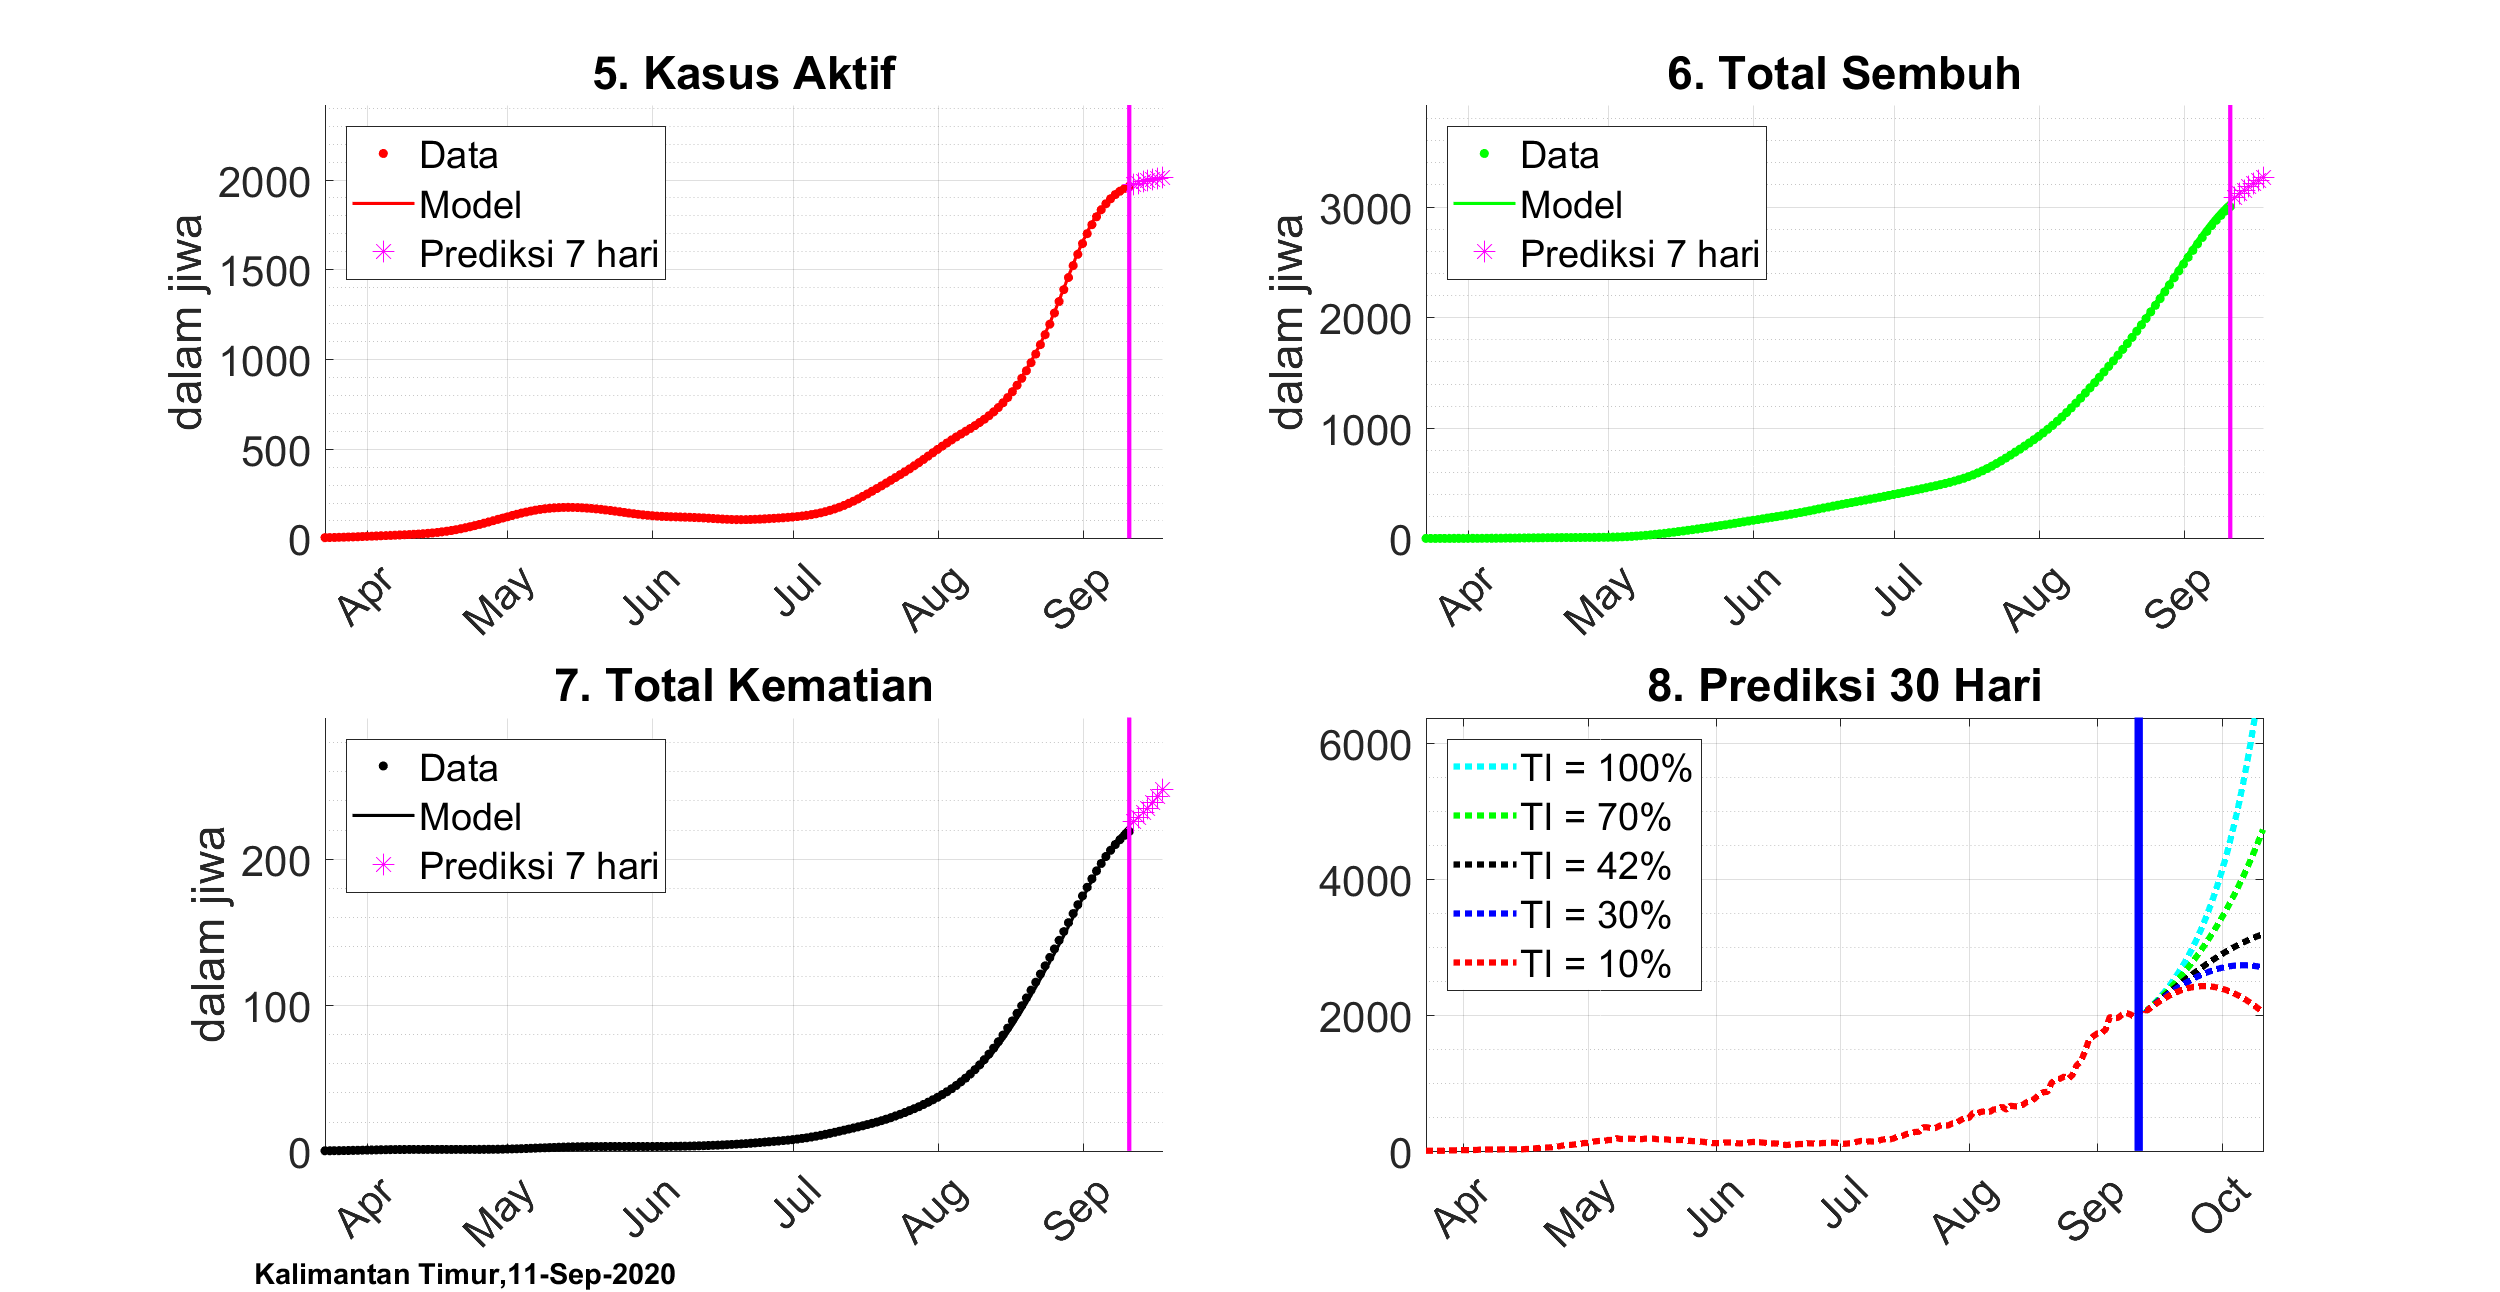 5. Kasus Aktif
dalam jiwa
2000
1500
1000
500
0
Data
Model
Prediksi 7 hari
Apr
May
Jun
Jul
Aug
Sep
6. Total Sembuh
dalam jiwa
3000
2000
1000
0
Data
Model
Prediksi 7 hari
Apr
May
Jun
Jul
Aug
Sep
7. Total Kematian
dalam jiwa
200
100
0
Data
Model
Prediksi 7 hari
Apr
May
Jun
Jul
Aug
Sep
8. Prediksi 30 Hari
6000
4000
2000
0
TI = 100%
TI = 70%
TI = 42%
TI = 30%
TI = 10%
Apr
May
Jun
Jul
Aug
Sep
Oct
Kalimantan Timur,11-Sep-2020